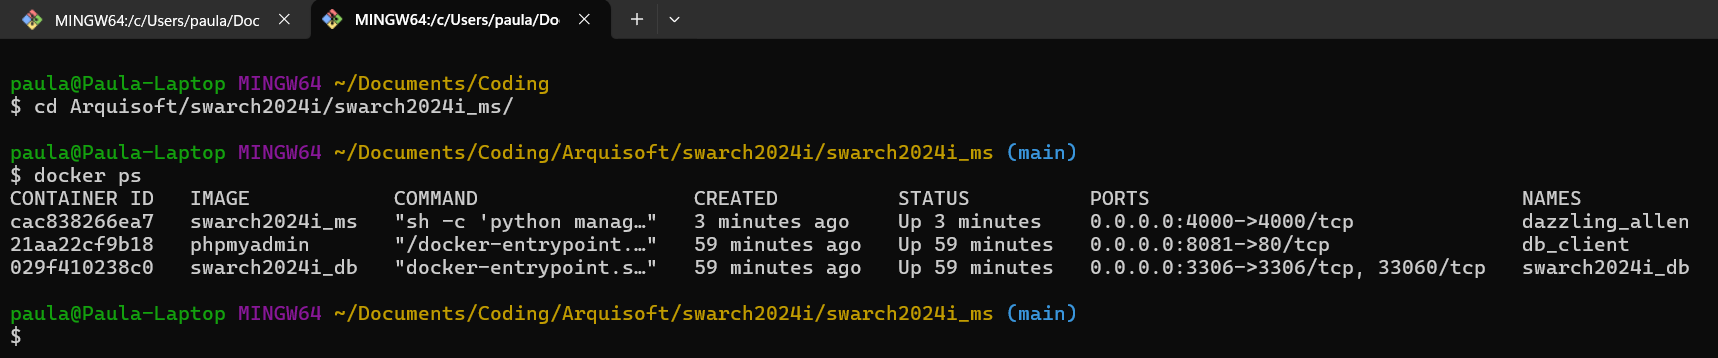 MINGW64:/c/Users/paula/Doc
MINGW64:/c/Users/paula/Do
paula@Paula-Laptop MINGW64 ~/Documents/Coding
$ cd Arquisoft/swarch2024i/swarch2024i_ms/
paula@Paula-Laptop MINGW64 ~/Documents/Coding/Arquisoft/swarch2024i/swarch2024i_ms (main)
$ docker ps
CONTAINER ID   IMAGE            COMMAND                  CREATED          STATUS          PORTS                               NAMES
cac838266ea7   swarch2024i_ms   "sh -c 'python manag…"   3 minutes ago    Up 3 minutes    0.0.0.0:4000->4000/tcp              dazzling_allen
21aa22cf9b18   phpmyadmin       "/docker-entrypoint.…"   59 minutes ago   Up 59 minutes   0.0.0.0:8081->80/tcp                db_client
029f410238c0   swarch2024i_db   "docker-entrypoint.s…"   59 minutes ago   Up 59 minutes   0.0.0.0:3306->3306/tcp, 33060/tcp   swarch2024i_db
paula@Paula-Laptop MINGW64 ~/Documents/Coding/Arquisoft/swarch2024i/swarch2024i_ms (main)
$